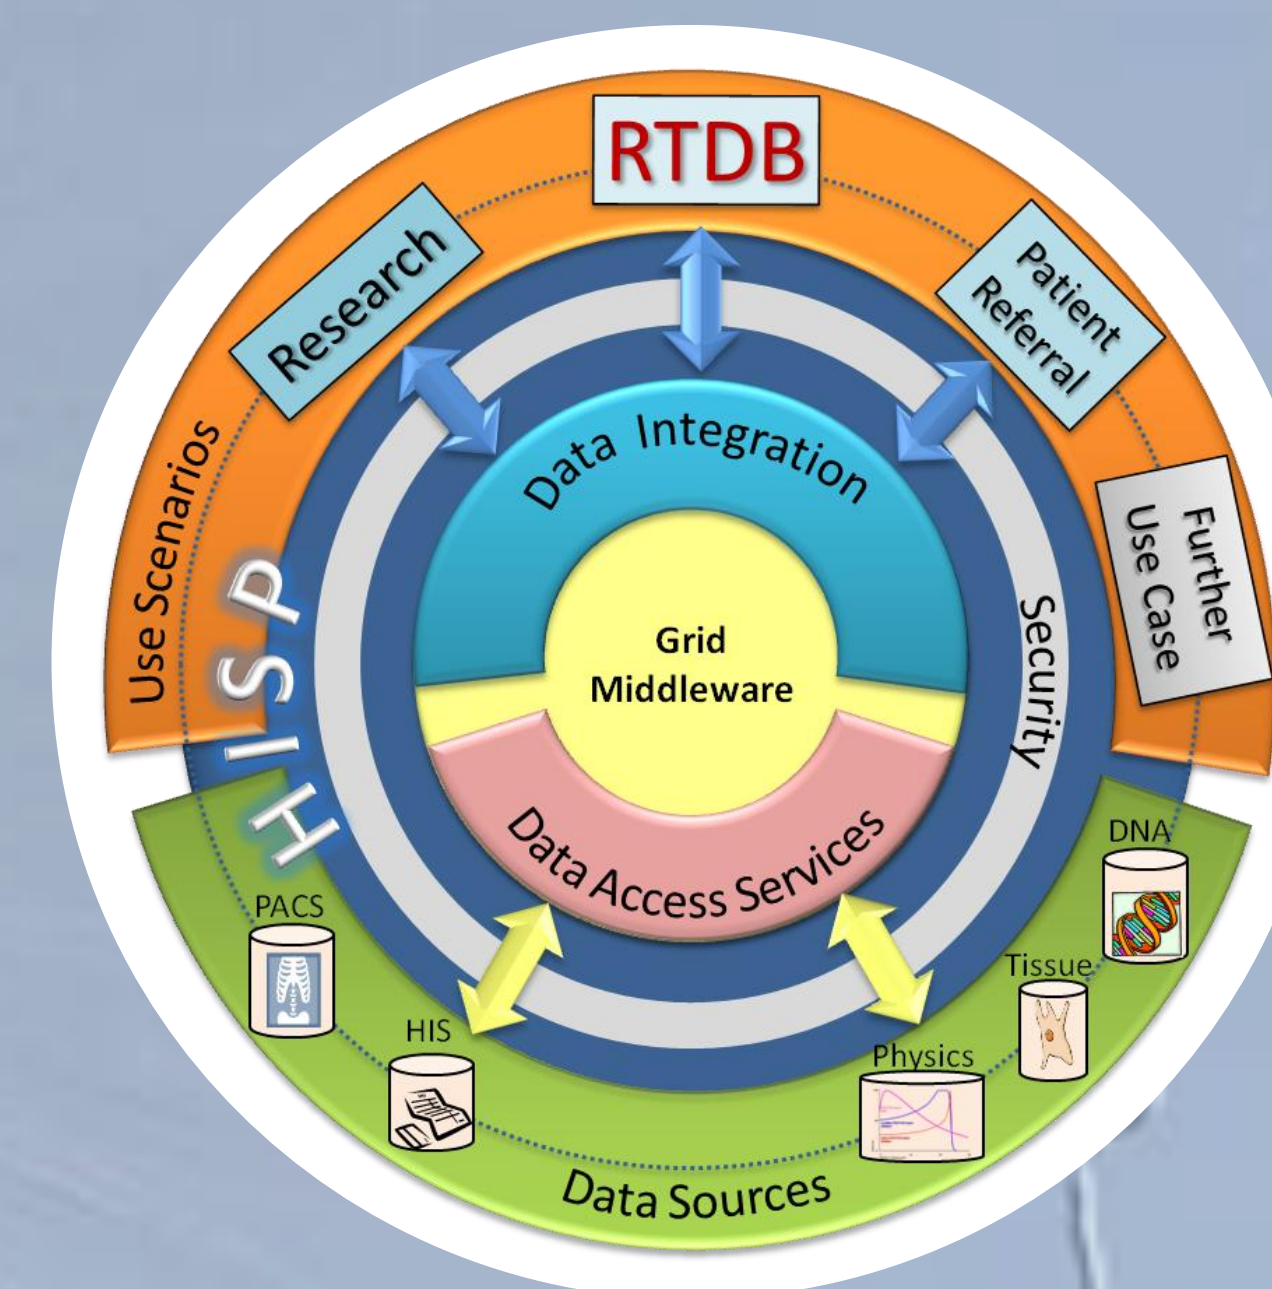 RTDB
Research
Patient
Referral
Further
Use Case
Use Scenarios
HISP
Data Integration
Security
Grid
Middleware
Data Access Services
PACS
HIS
Physics
Tissue
DNA
Data Sources